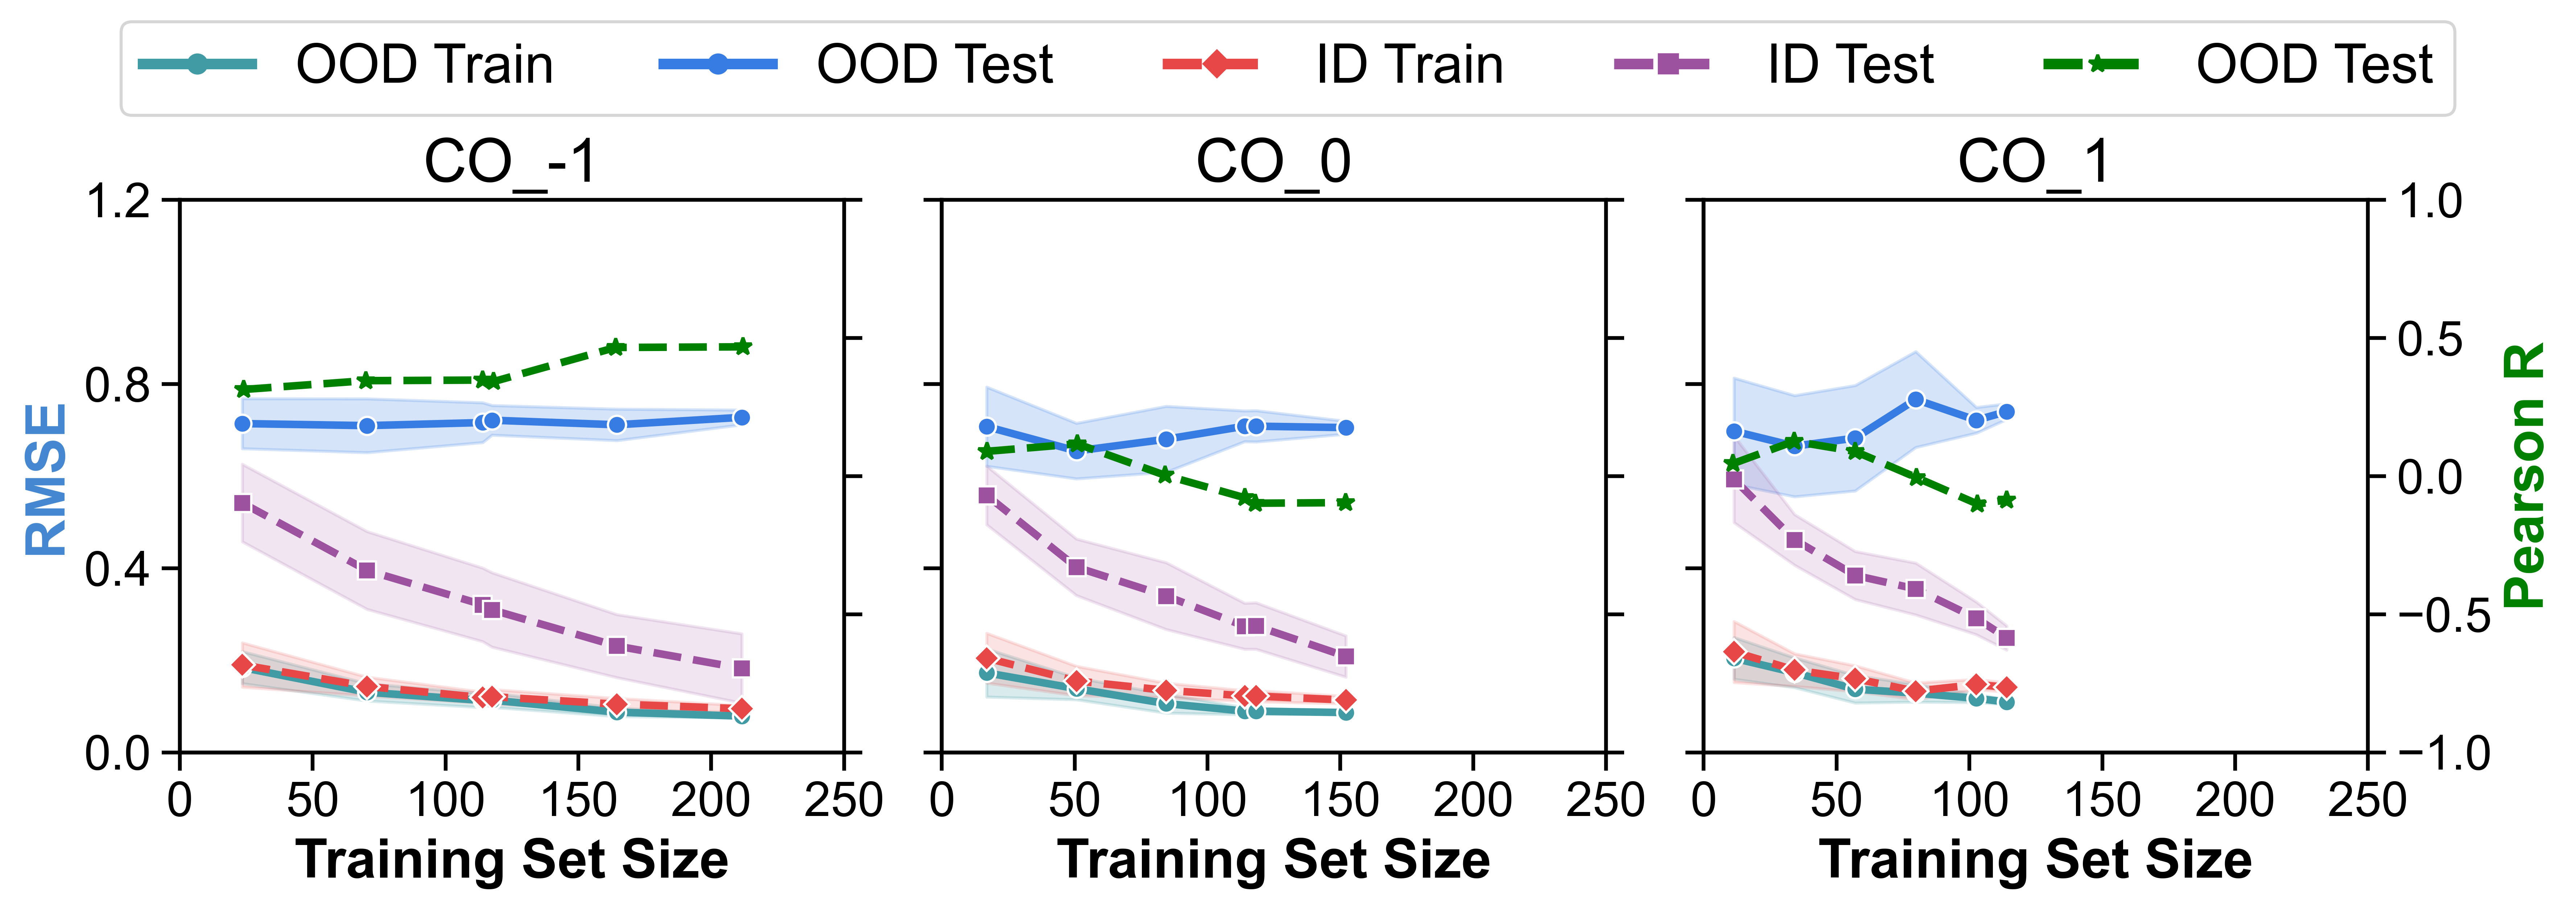 OOD Train OOD Test ID Train ID Test OOD Test
CO_-1 CO_0 CO_1
1.2 1.0
0.5
0.8
0.0
0.4
−0.5
0.0 −1.0
RMSE
Pearson R
0 50 100 150 200 250 0 50 100 150 200 250 0 50 100 150 200 250
Training Set Size Training Set Size Training Set Size